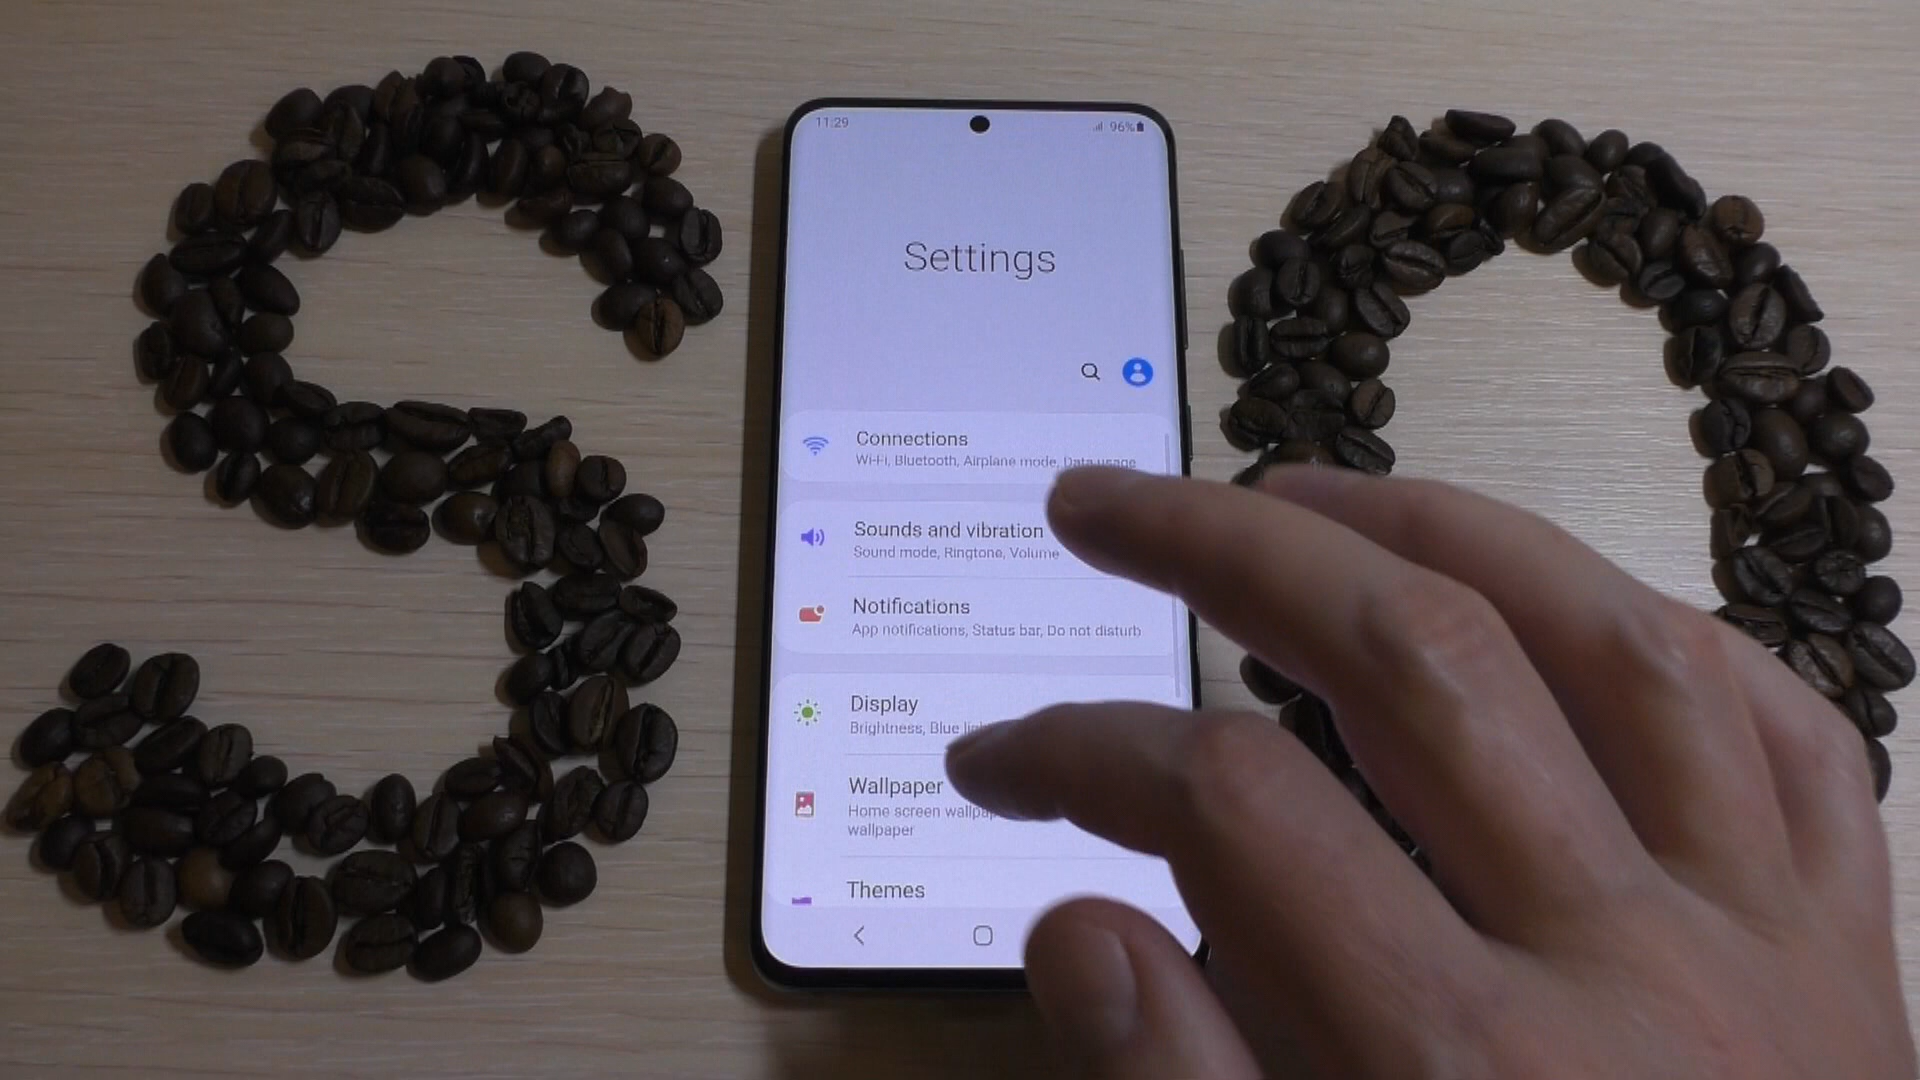 11:29
96%
Settings
Connections
Wi-Fi, Bluetooth, Airplane mode, Data usage
Sounds and vibration
Sound mode, Ringtone, Volume
Notifications
App notifications, Status bar, Do not disturb
Display
Brightness, Blue
Wallpaper
Home screen
wallpaper
Themes